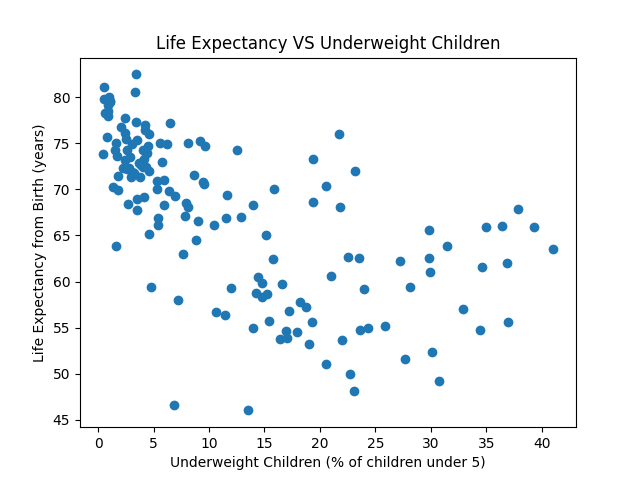 Life Expectancy VS Underweight Children
Life Expectancy from Birth (years)
80
75
70
65
60
55
50
45
0 5 10 15 20 25 30 35 40
Underweight Children (% of children under 5)